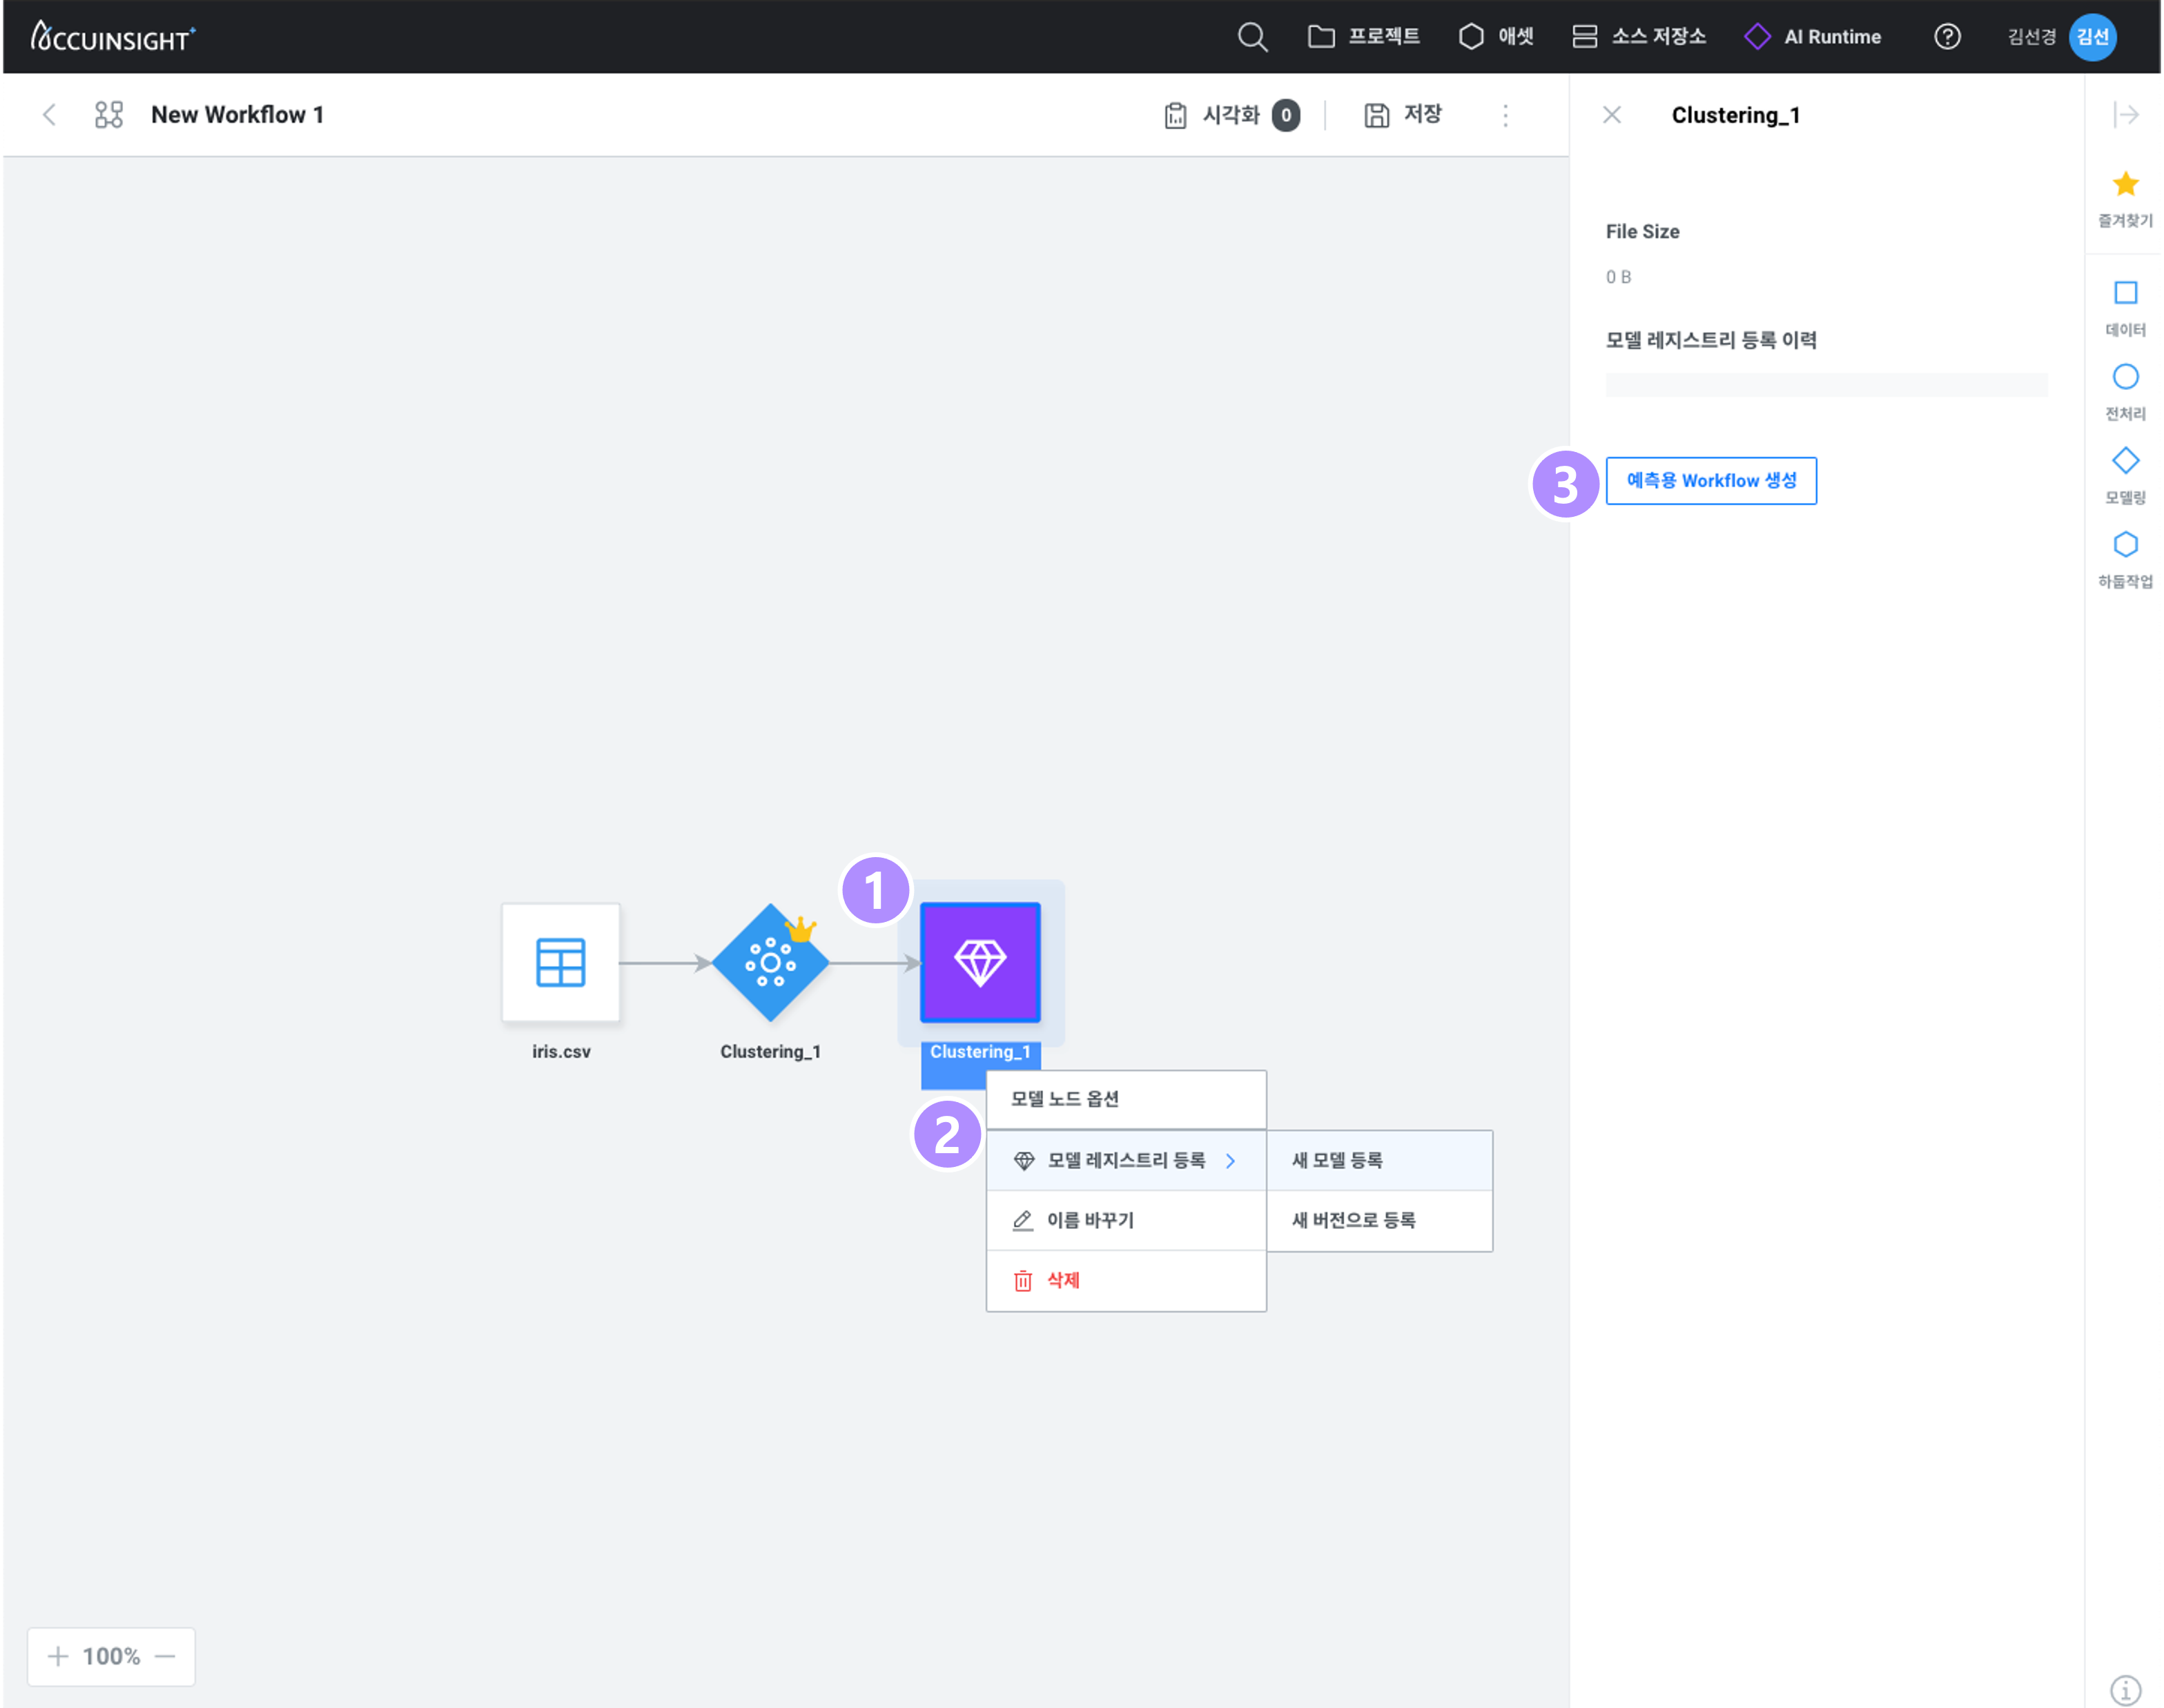 ACCUINSIGHT+
프로젝트
애셋
소스 저장소
AI Runtime
김선경
김선
New Workflow 1
시각화 0
저장
Clustering_1
즐겨찾기
File Size
0 B
데이터
모델 레지스트리 등록 이력
전처리
3
예측용 Workflow 생성
모델링
하둡작업
1
iris.csv
Clustering_1
Clustering_1
모델 노드 옵션
2
모델 레지스트리 등록
새 모델 등록
이름 바꾸기
새 버전으로 등록
삭제
100%